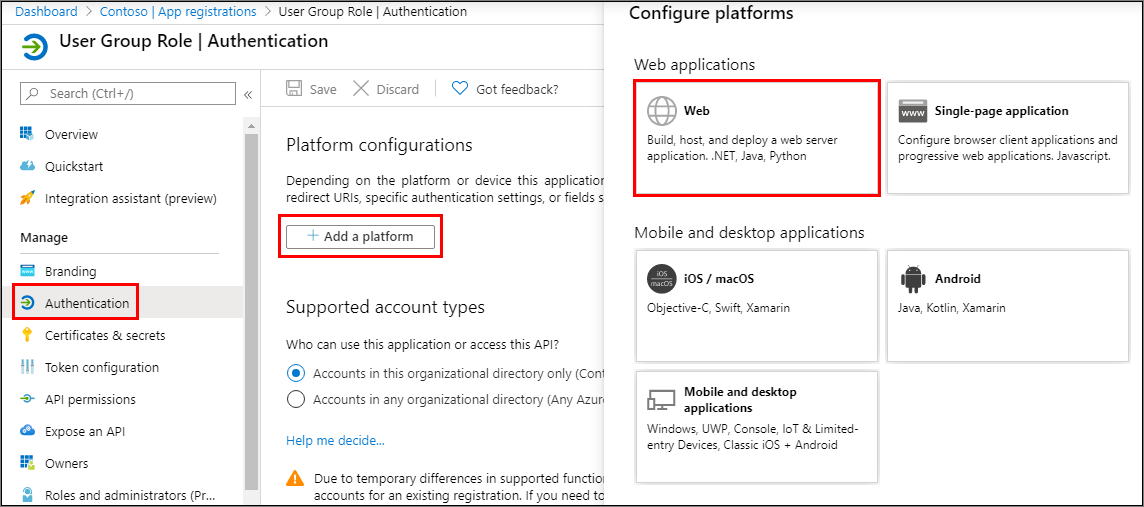 Dashboard > Contoso | App registrations > User Group Role | Authentication
User Group Role | Authentication
Search (Ctrl+/)
«
Overview
Quickstart
Integration assistant (preview)
Manage
Branding
Authentication
Certificates & secrets
Token configuration
API permissions
Expose an API
Owners
Roles and administrators (Pr...
Save
Discard
Got feedback?
Platform configurations
Depending on the platform or device this application
redirect URIs, specific authentication settings, or fields s
+ Add a platform
Supported account types
Who can use this application or access this API?
Accounts in this organizational directory only (Cont
Accounts in any organizational directory (Any Azure
Help me decide...
Due to temporary differences in supported function
accounts for an existing registration. If you need to
Configure platforms
Web applications
Web
Build, host, and deploy a web server
application. .NET, Java, Python
www
Single-page application
Configure browser client applications and
progressive web applications. Javascript.
Mobile and desktop applications
iOS
macOS
iOS / macOS
Objective-C, Swift, Xamarin
Android
Java, Kotlin, Xamarin
Mobile and desktop
applications
Windows, UWP, Console, IoT & Limited-
entry Devices, Classic iOS + Android